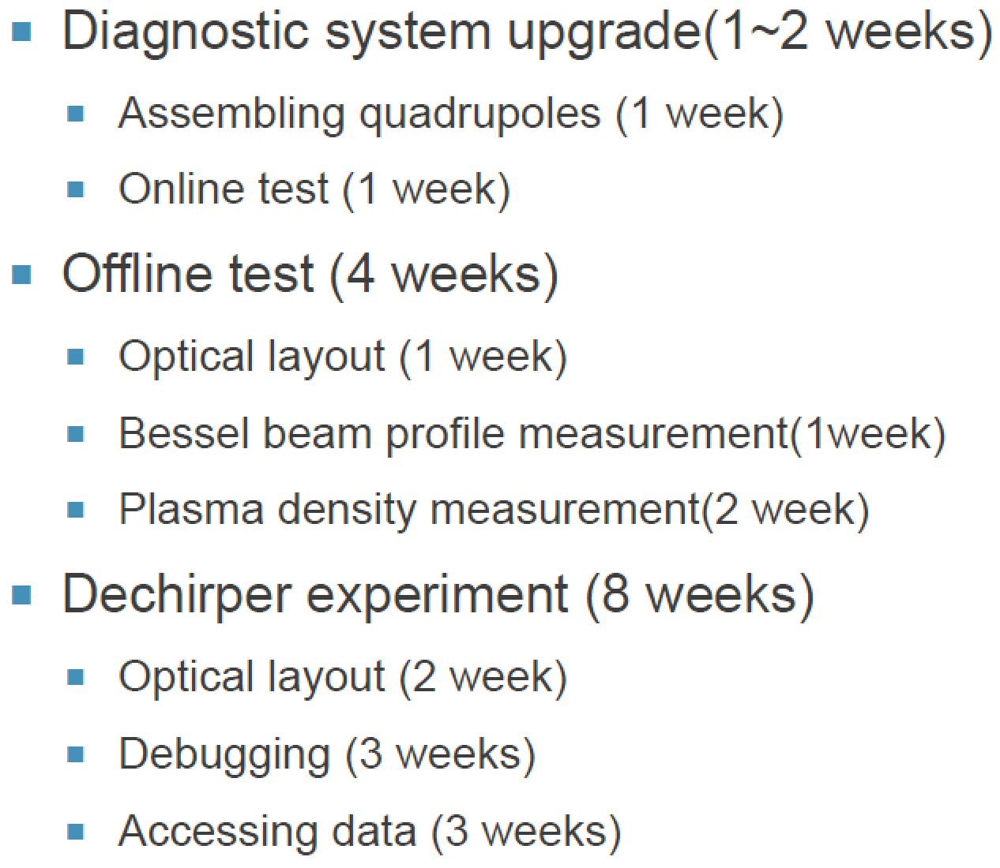 Diagnostic system upgrade(1~2 weeks)
Assembling quadrupoles (1 week)
Online test (1 week)
Offline test (4 weeks)
Optical layout (1 week)
Bessel beam profile measurement(1week)
Plasma density measurement(2 week)
Dechirper experiment (8 weeks)
Optical layout (2 week)
Debugging (3 weeks)
Accessing data (3 weeks)